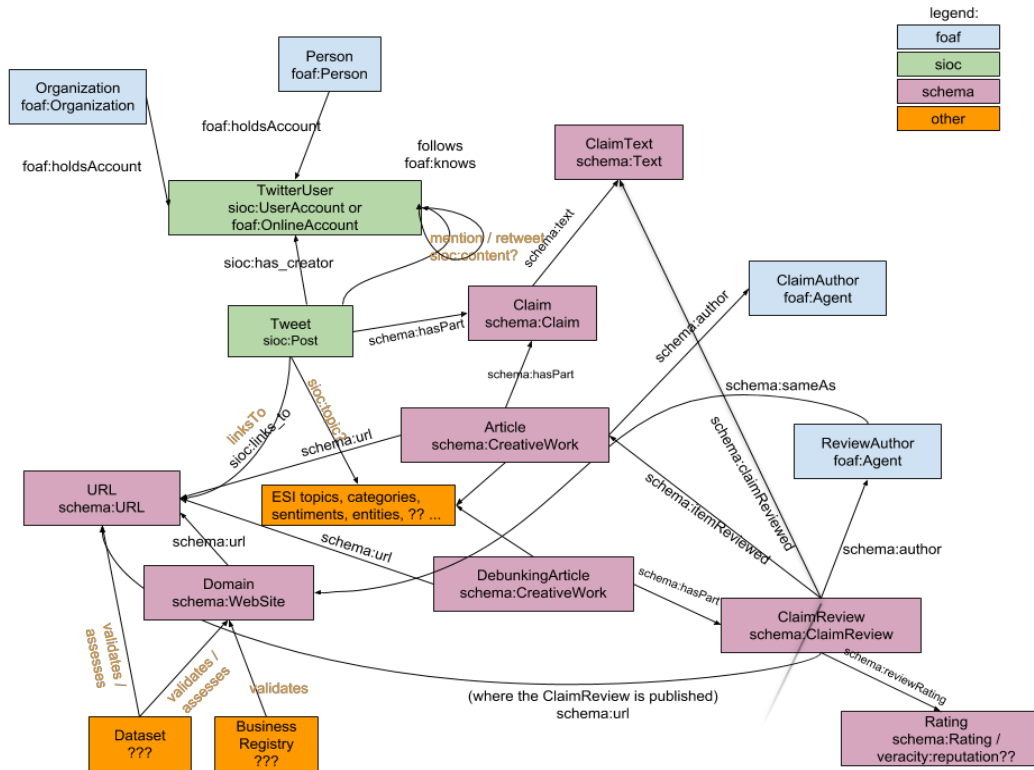 legend:
foaf
sioc
schema
other
Person
foaf:Person
Organization
foaf:Organization
foaf:holdsAccount
foaf:holdsAccount
follows
foaf:knows
ClaimText
schema:Text
TwitterUser
sioc:UserAccount or
foaf:OnlineAccount
mention / retweet
sioc:content?
schema:text
sioc:has_creator
ClaimAuthor
foaf:Agent
Claim
schema:Claim
Tweet
sioc:Post
schema:hasPart
schema:author
schema:hasPart
schema:sameAs
sioc:topic?
linksTo
sioc:links_to
Article
schema:CreativeWork
schema:url
ReviewAuthor
foaf:Agent
schema:claimReviewed
schema:itemReviewed
URL
schema:URL
ESI topics, categories,
sentiments, entities, ?? ...
schema:url
schema:url
schema:author
Domain
schema:WebSite
DebunkingArticle
schema:CreativeWork
schema:hasPart
ClaimReview
schema:ClaimReview
validates /
assesses
validates /
assesses
validates
schema:reviewRating
(where the ClaimReview is published)
schema:url
Dataset
???
Business
Registry
???
Rating
schema:Rating /
veracity:reputation??